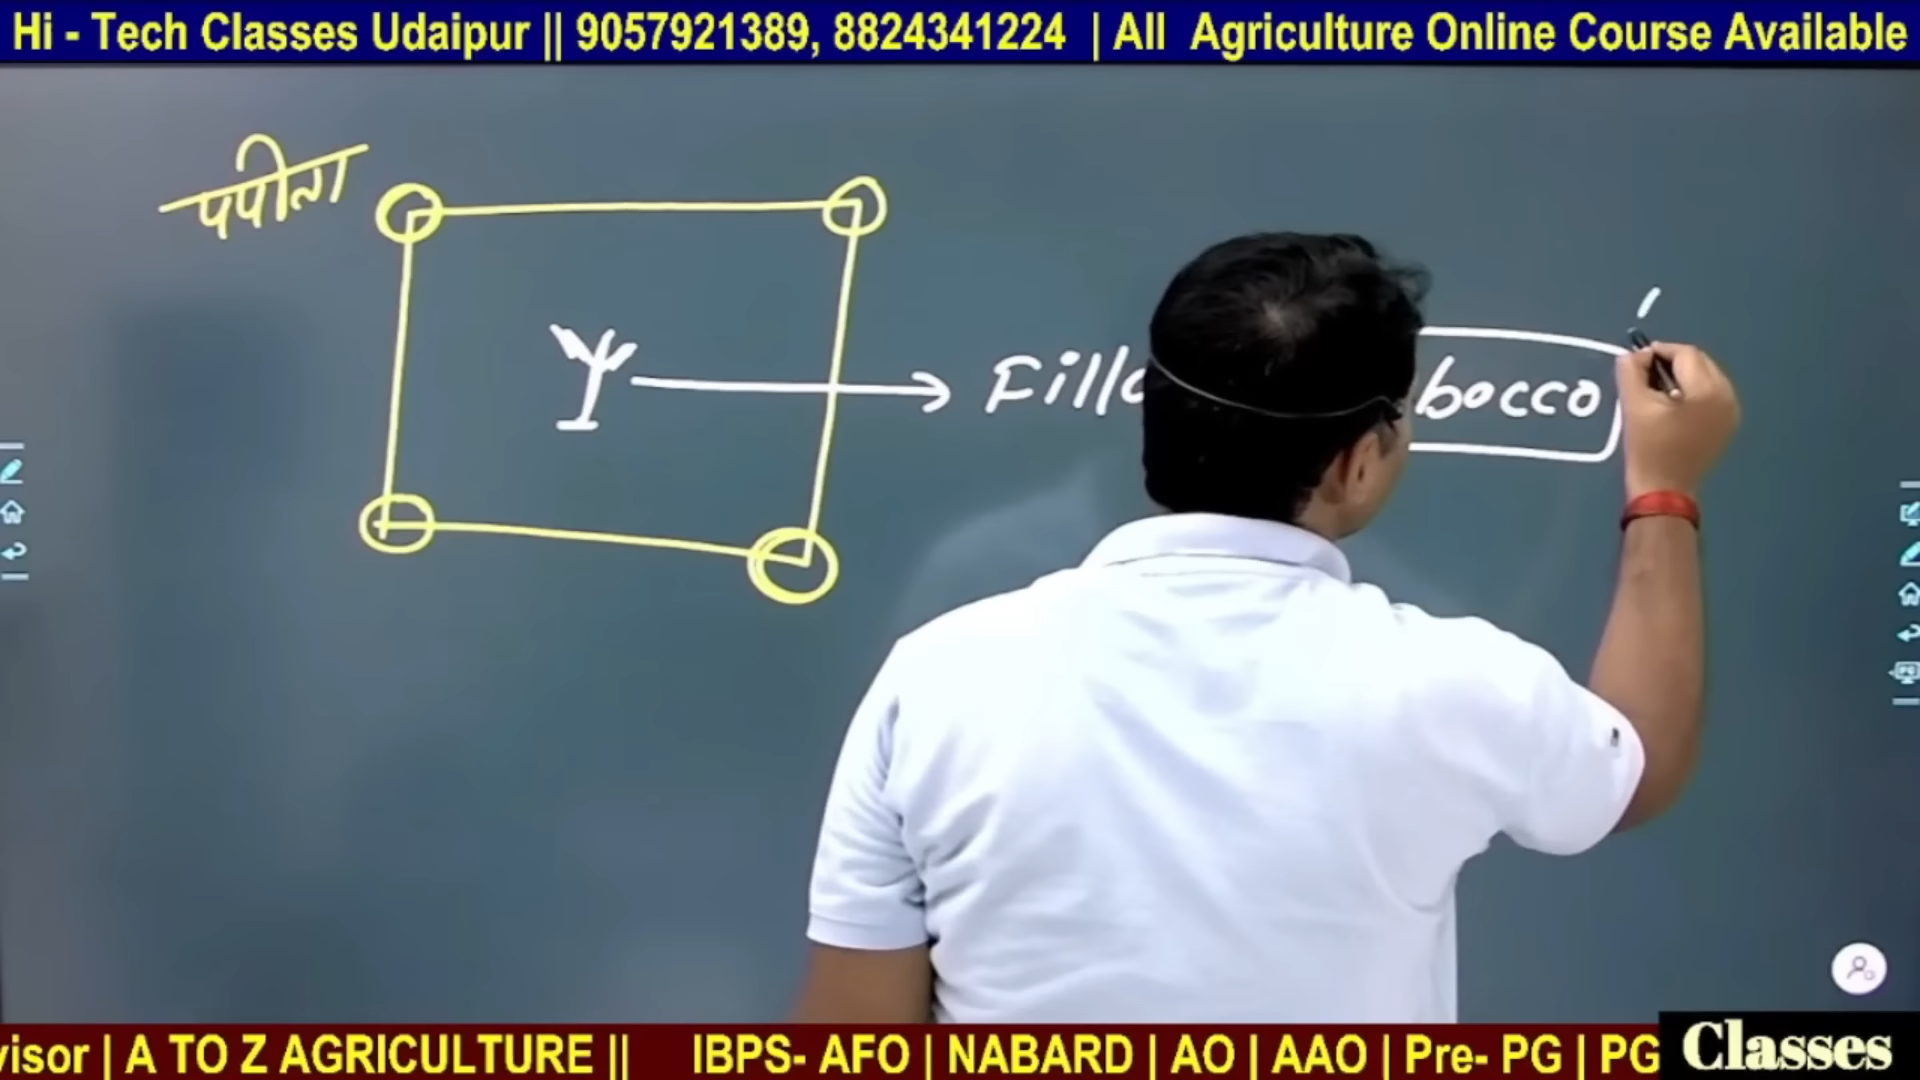 Hi - Tech Classes Udaipur || 9057921389, 8824341224 | All Agriculture Online Course Available
पपीता
bocco
visor | A TO Z AGRICULTURE || IBPS- AFO | NABARD | AO | AAO | Pre- PG | PG
Classes